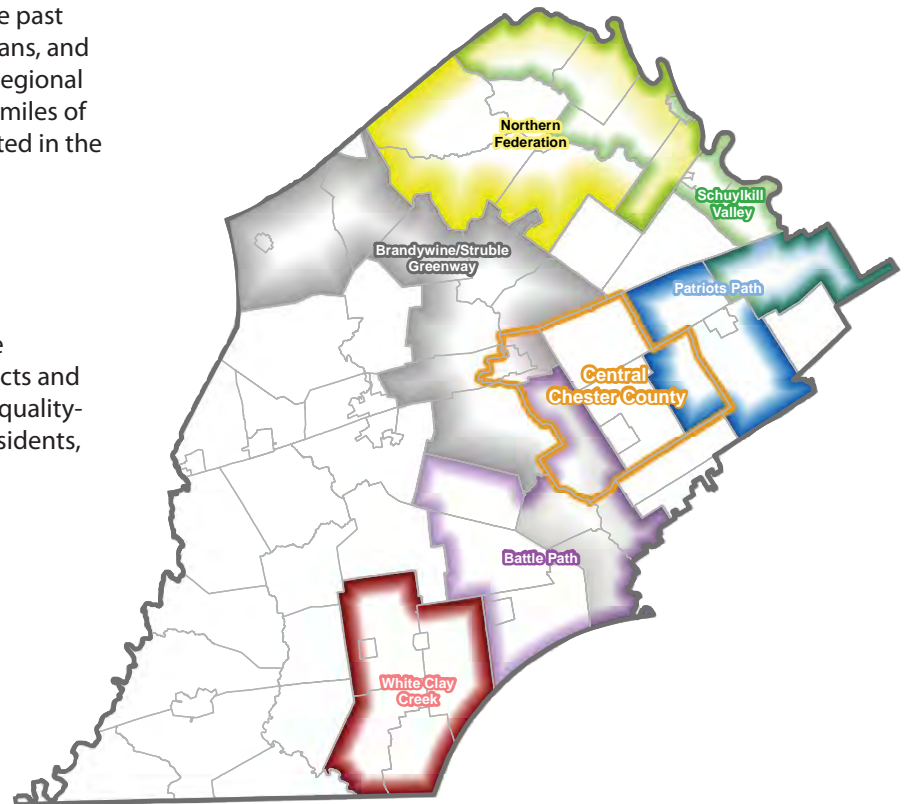 e past
ans, and
egional
miles of
ted in the
e
cts and
quality-
sidents,
Northern
Federation
Schuylkill
Valley
Brandywine/Struble
Greenway
Patriots Path
Central
Chester County
Battle Path
White Clay
Creek